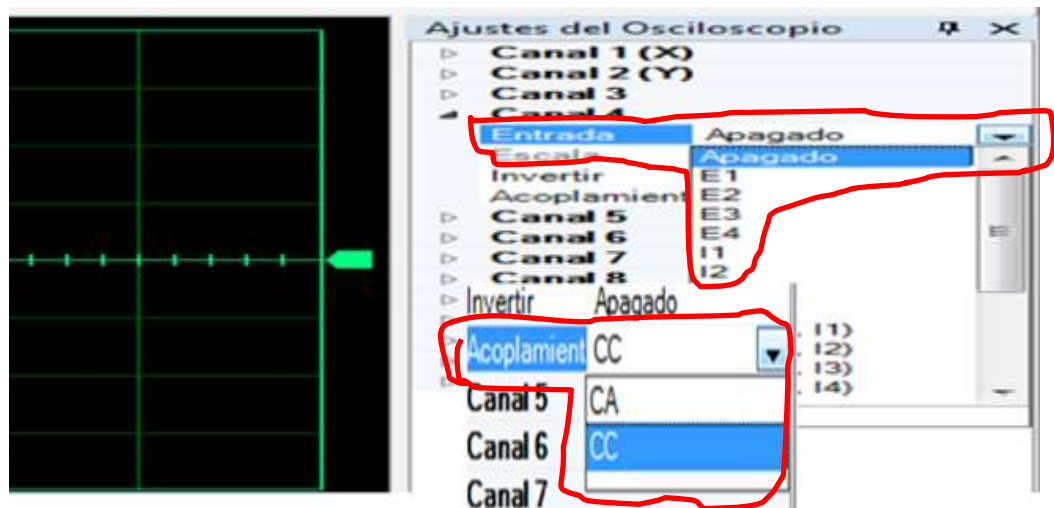 Ajustes del Osciloscopio
Canal 1 (X)
Canal 2 (Y)
Canal 3
Canal 4
Entrada Apagado
Escala Apagado
Invertir E1
Acoplamient E2
Canal 5 E3
Canal 6 E4
Canal 7 I1
Canal 8 I2
Invertir Apagado
. I1)
Acoplamient CC . I2)
. I3)
. I4)
Canal 5 CA
Canal 6 CC
Canal 7